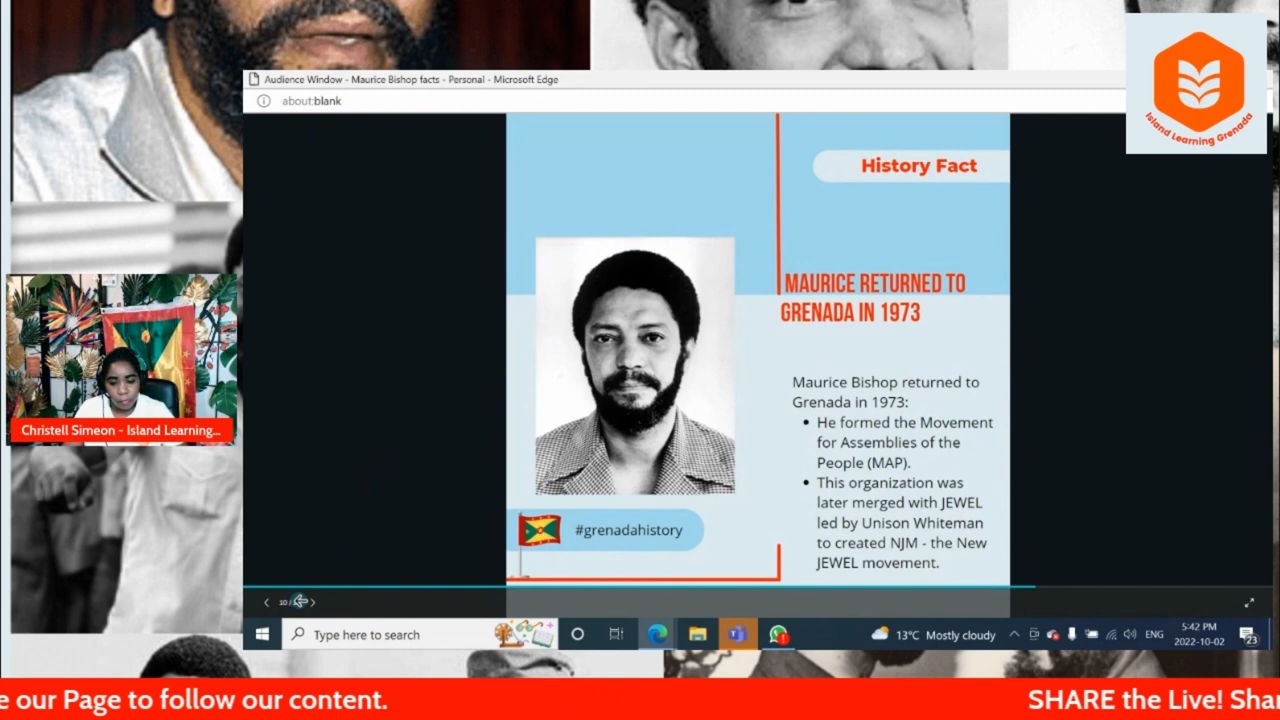 Audience Window - Maurice Bishop facts - Personal - Microsoft Edge
about:blank
Island Learning Grenada
History Fact
MAURICE RETURNED TO
GRENADA IN 1973
Maurice Bishop returned to
Grenada in 1973:
• He formed the Movement
for Assemblies of the
People (MAP).
• This organization was
later merged with JEWEL
led by Unison Whiteman
to created NJM - the New
JEWEL movement.
#grenadahistory
Christell Simeon - Island Learning...
10 /
Type here to search
13°C Mostly cloudy
ENG
5:42 PM
2022-10-02
23
e our Page to follow our content.
SHARE the Live! Shar